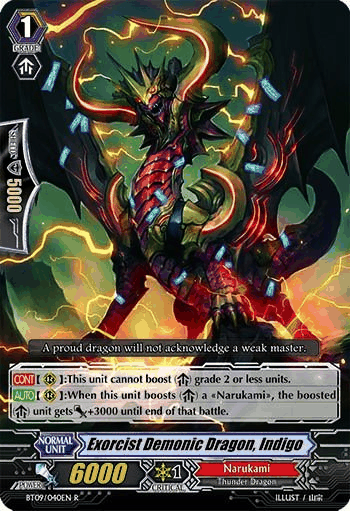 1
GRADE
SHIELD
5000
A proud dragon will not acknowledge a weak master.
CONT【 】:This unit cannot boost ( ) grade 2 or less units.
AUTO【 】:When this unit boosts ( ) a «Narukami», the boosted
unit gets +3000 until end of that battle.
NORMAL
UNIT
Exorcist Demonic Dragon, Indigo
POWER
6000
1
CRITICAL
Narukami
Thunder Dragon
BT09/040EN R
ILLUST / 山宗